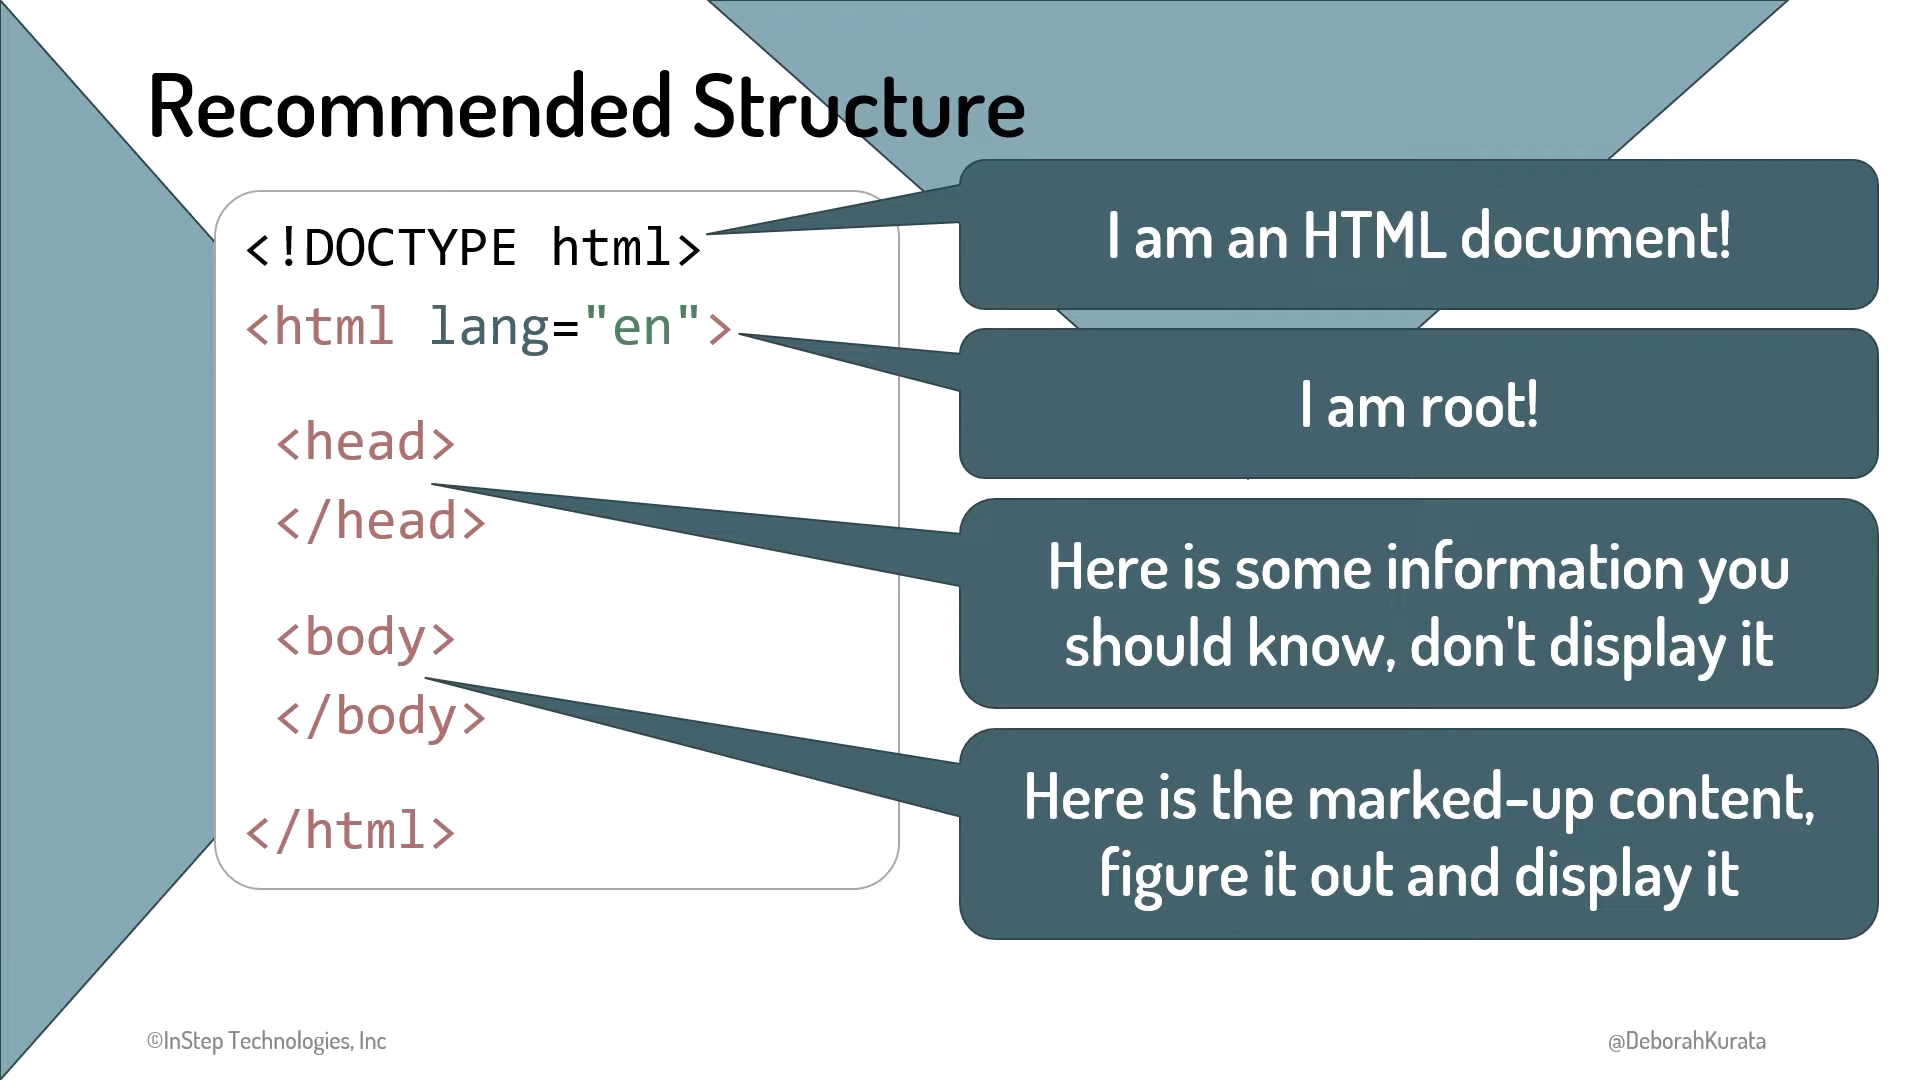 Recommended Structure
<!DOCTYPE html>
I am an HTML document!
<html lang="en">
I am root!
<head>
</head>
Here is some information you
should know, don't display it
<body>
</body>
Here is the marked-up content,
figure it out and display it
</html>
©InStep Technologies, Inc
@DeborahKurata